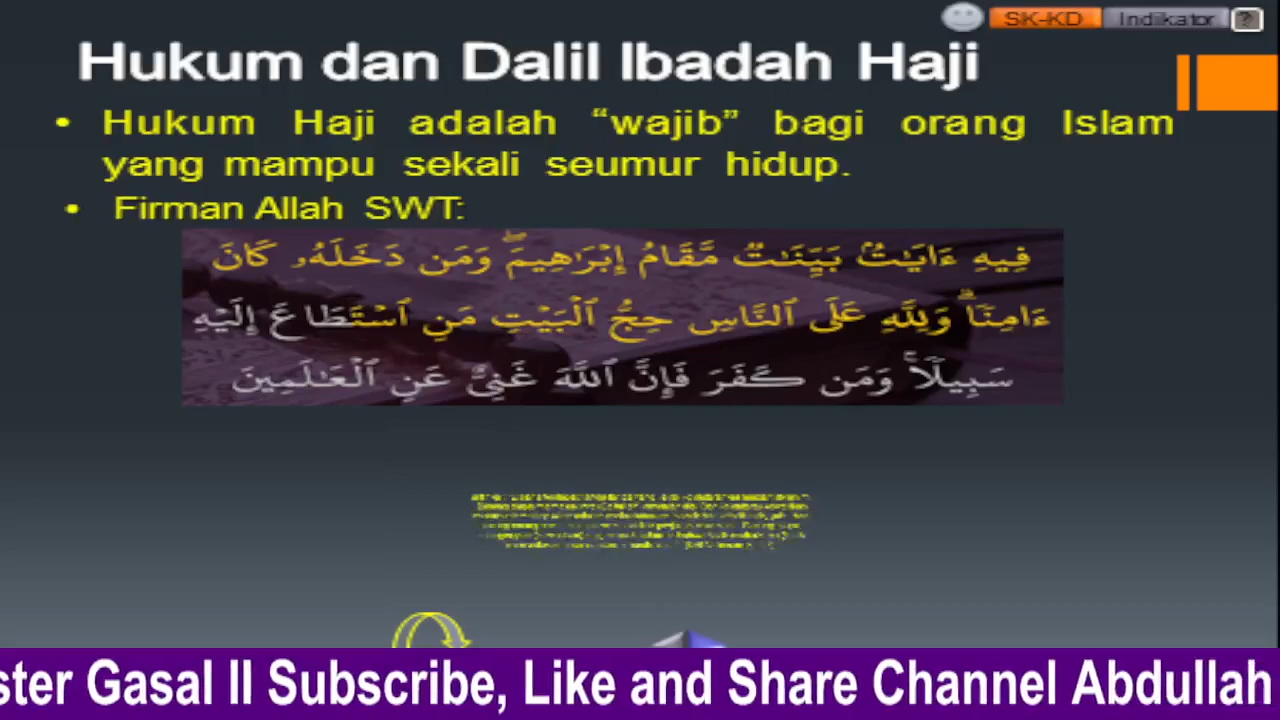 SK-KD Indikator ?
Hukum dan Dalil Ibadah Haji
• Hukum Haji adalah “wajib” bagi orang Islam
yang mampu sekali seumur hidup.
• Firman Allah SWT:
فِيهِ ءَايَـٰتٌۢ بَيِّنَـٰتٌ مَّقَامُ إِبْرَٰهِيمَ ۖ وَمَن دَخَلَهُۥ كَانَ
ءَامِنًا ۗ وَلِلَّهِ عَلَى ٱلنَّاسِ حِجُّ ٱلْبَيْتِ مَنِ ٱسْتَطَاعَ إِلَيْهِ
سَبِيلًا ۚ وَمَن كَفَرَ فَإِنَّ ٱللَّهَ غَنِىٌّ عَنِ ٱلْعَـٰلَمِينَ
ster Gasal II Subscribe, Like and Share Channel Abdullah